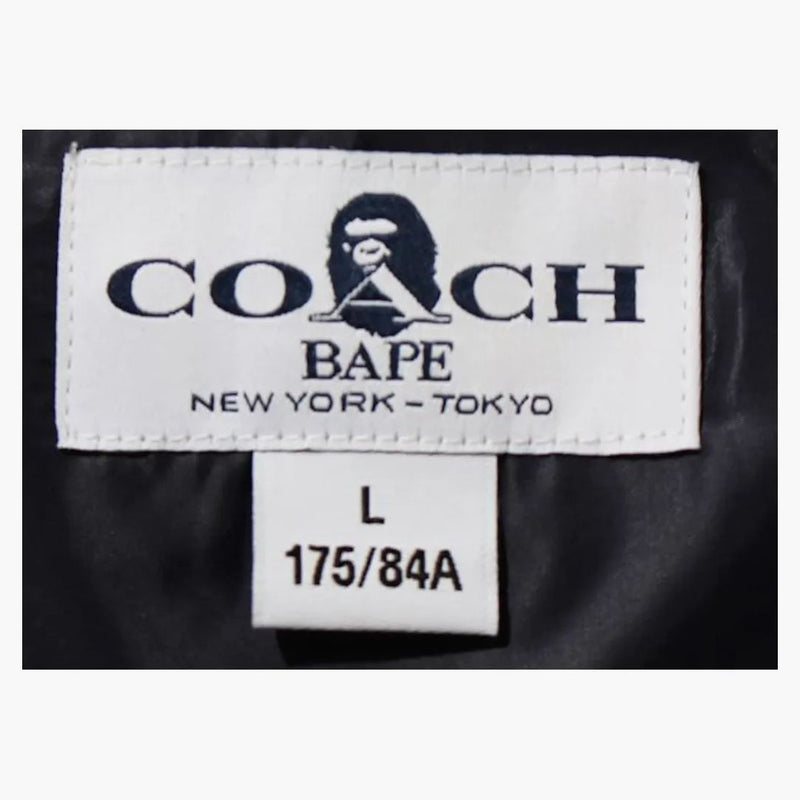 COACH
BAPE
NEW YORK – TOKYO
L
175/84A